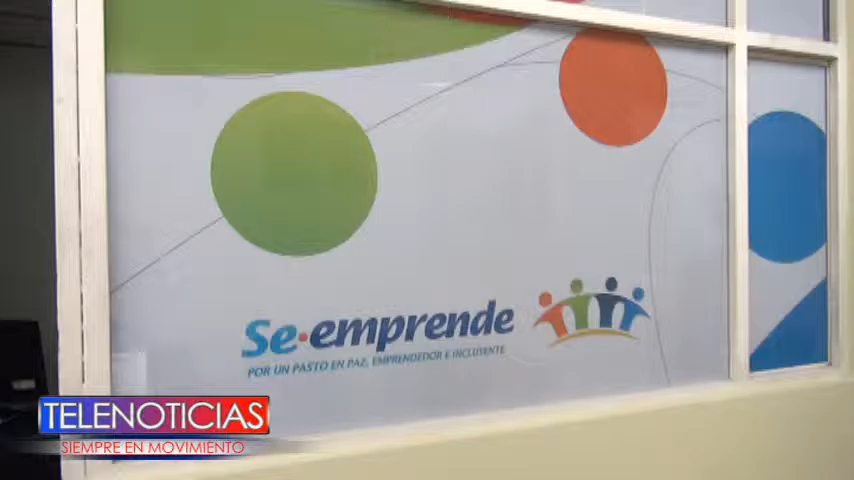 Se·emprende
POR UN PASTO EN PAZ, EMPRENDEDOR E INCLUYENTE
TELENOTICIAS
SIEMPRE EN MOVIMIENTO